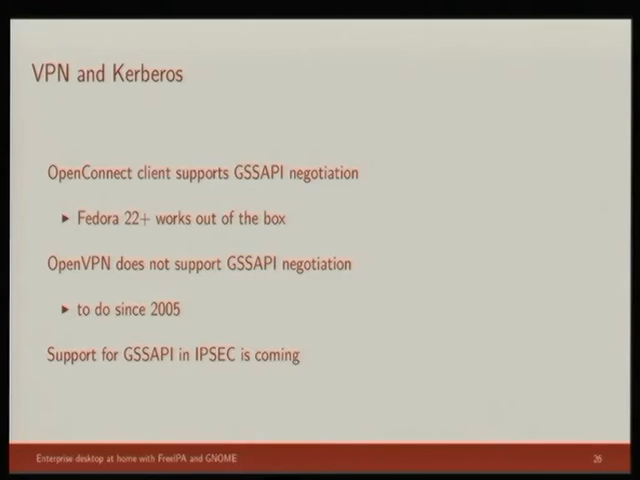 VPN and Kerberos
OpenConnect client supports GSSAPI negotiation
▶ Fedora 22+ works out of the box
OpenVPN does not support GSSAPI negotiation
▶ to do since 2005
Support for GSSAPI in IPSEC is coming
Enterprise desktop at home with FreeIPA and GNOME
26